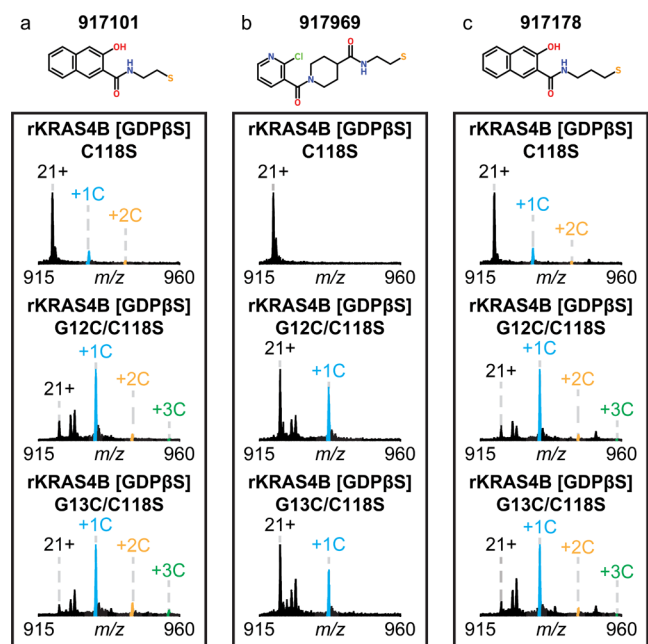 a
917101
OH
N
H
O
S
rKRAS4B [GDPβS]
C118S
21+
+1C
+2C
915 m/z 960
rKRAS4B [GDPβS]
G12C/C118S
21+
+1C
+2C
+3C
915 m/z 960
rKRAS4B [GDPβS]
G13C/C118S
21+
+1C
+2C
+3C
915 m/z 960
b
917969
N
Cl
O
N
O
N
H
S
rKRAS4B [GDPβS]
C118S
21+
915 m/z 960
rKRAS4B [GDPβS]
G12C/C118S
21+
+1C
915 m/z 960
rKRAS4B [GDPβS]
G13C/C118S
21+
+1C
915 m/z 960
c
917178
OH
N
H
O
S
rKRAS4B [GDPβS]
C118S
21+
+1C
+2C
915 m/z 960
rKRAS4B [GDPβS]
G12C/C118S
21+
+1C
+2C
+3C
915 m/z 960
rKRAS4B [GDPβS]
G13C/C118S
21+
+1C
+2C
+3C
915 m/z 960